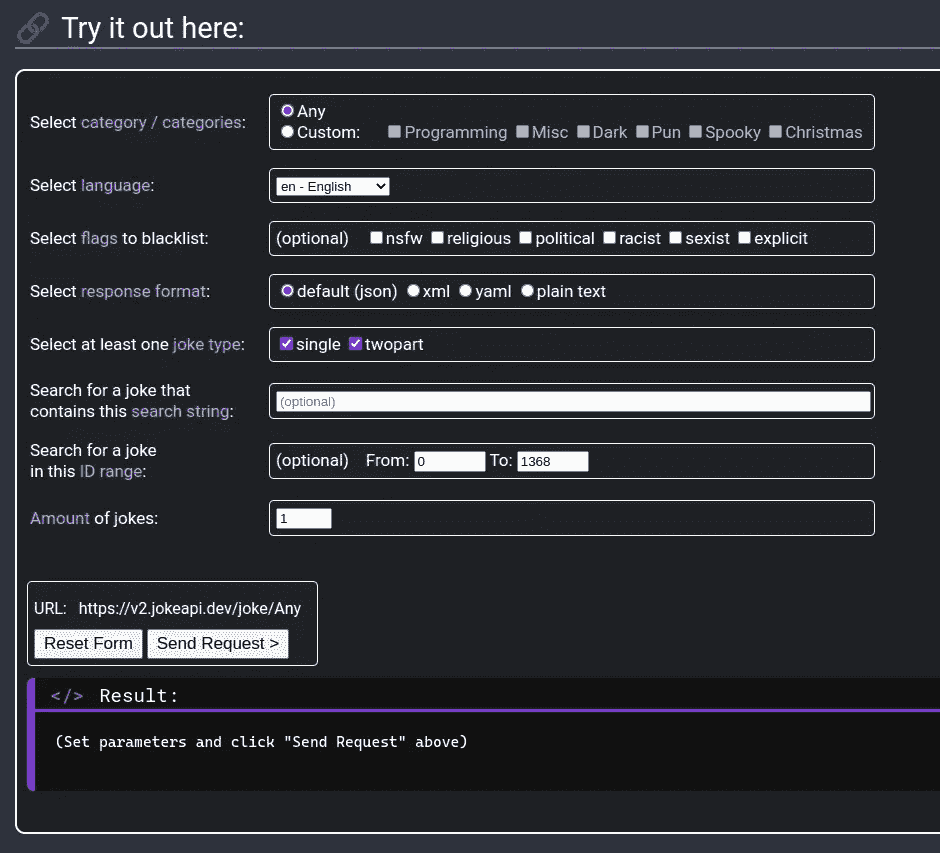 Try it out here:
Select category / categories:
Any
Custom: Programming Misc Dark Pun Spooky Christmas
Select language:
en - English
Select flags to blacklist:
(optional) nsfw religious political racist sexist explicit
Select response format:
default (json) xml yaml plain text
Select at least one joke type:
single twopart
Search for a joke that
contains this search string:
(optional)
Search for a joke
in this ID range:
(optional) From: 0 To: 1368
Amount of jokes:
1
URL: https://v2.jokeapi.dev/joke/Any
Reset Form Send Request >
</> Result:
(Set parameters and click "Send Request" above)